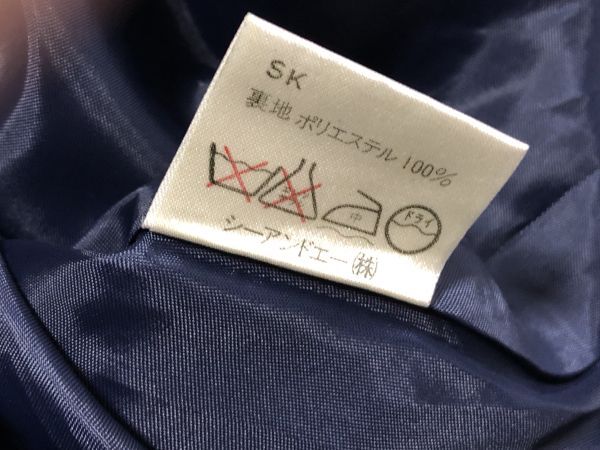 SK
裏地 ポリエステル 100%
中 ドライ
シーアンドエー(株)